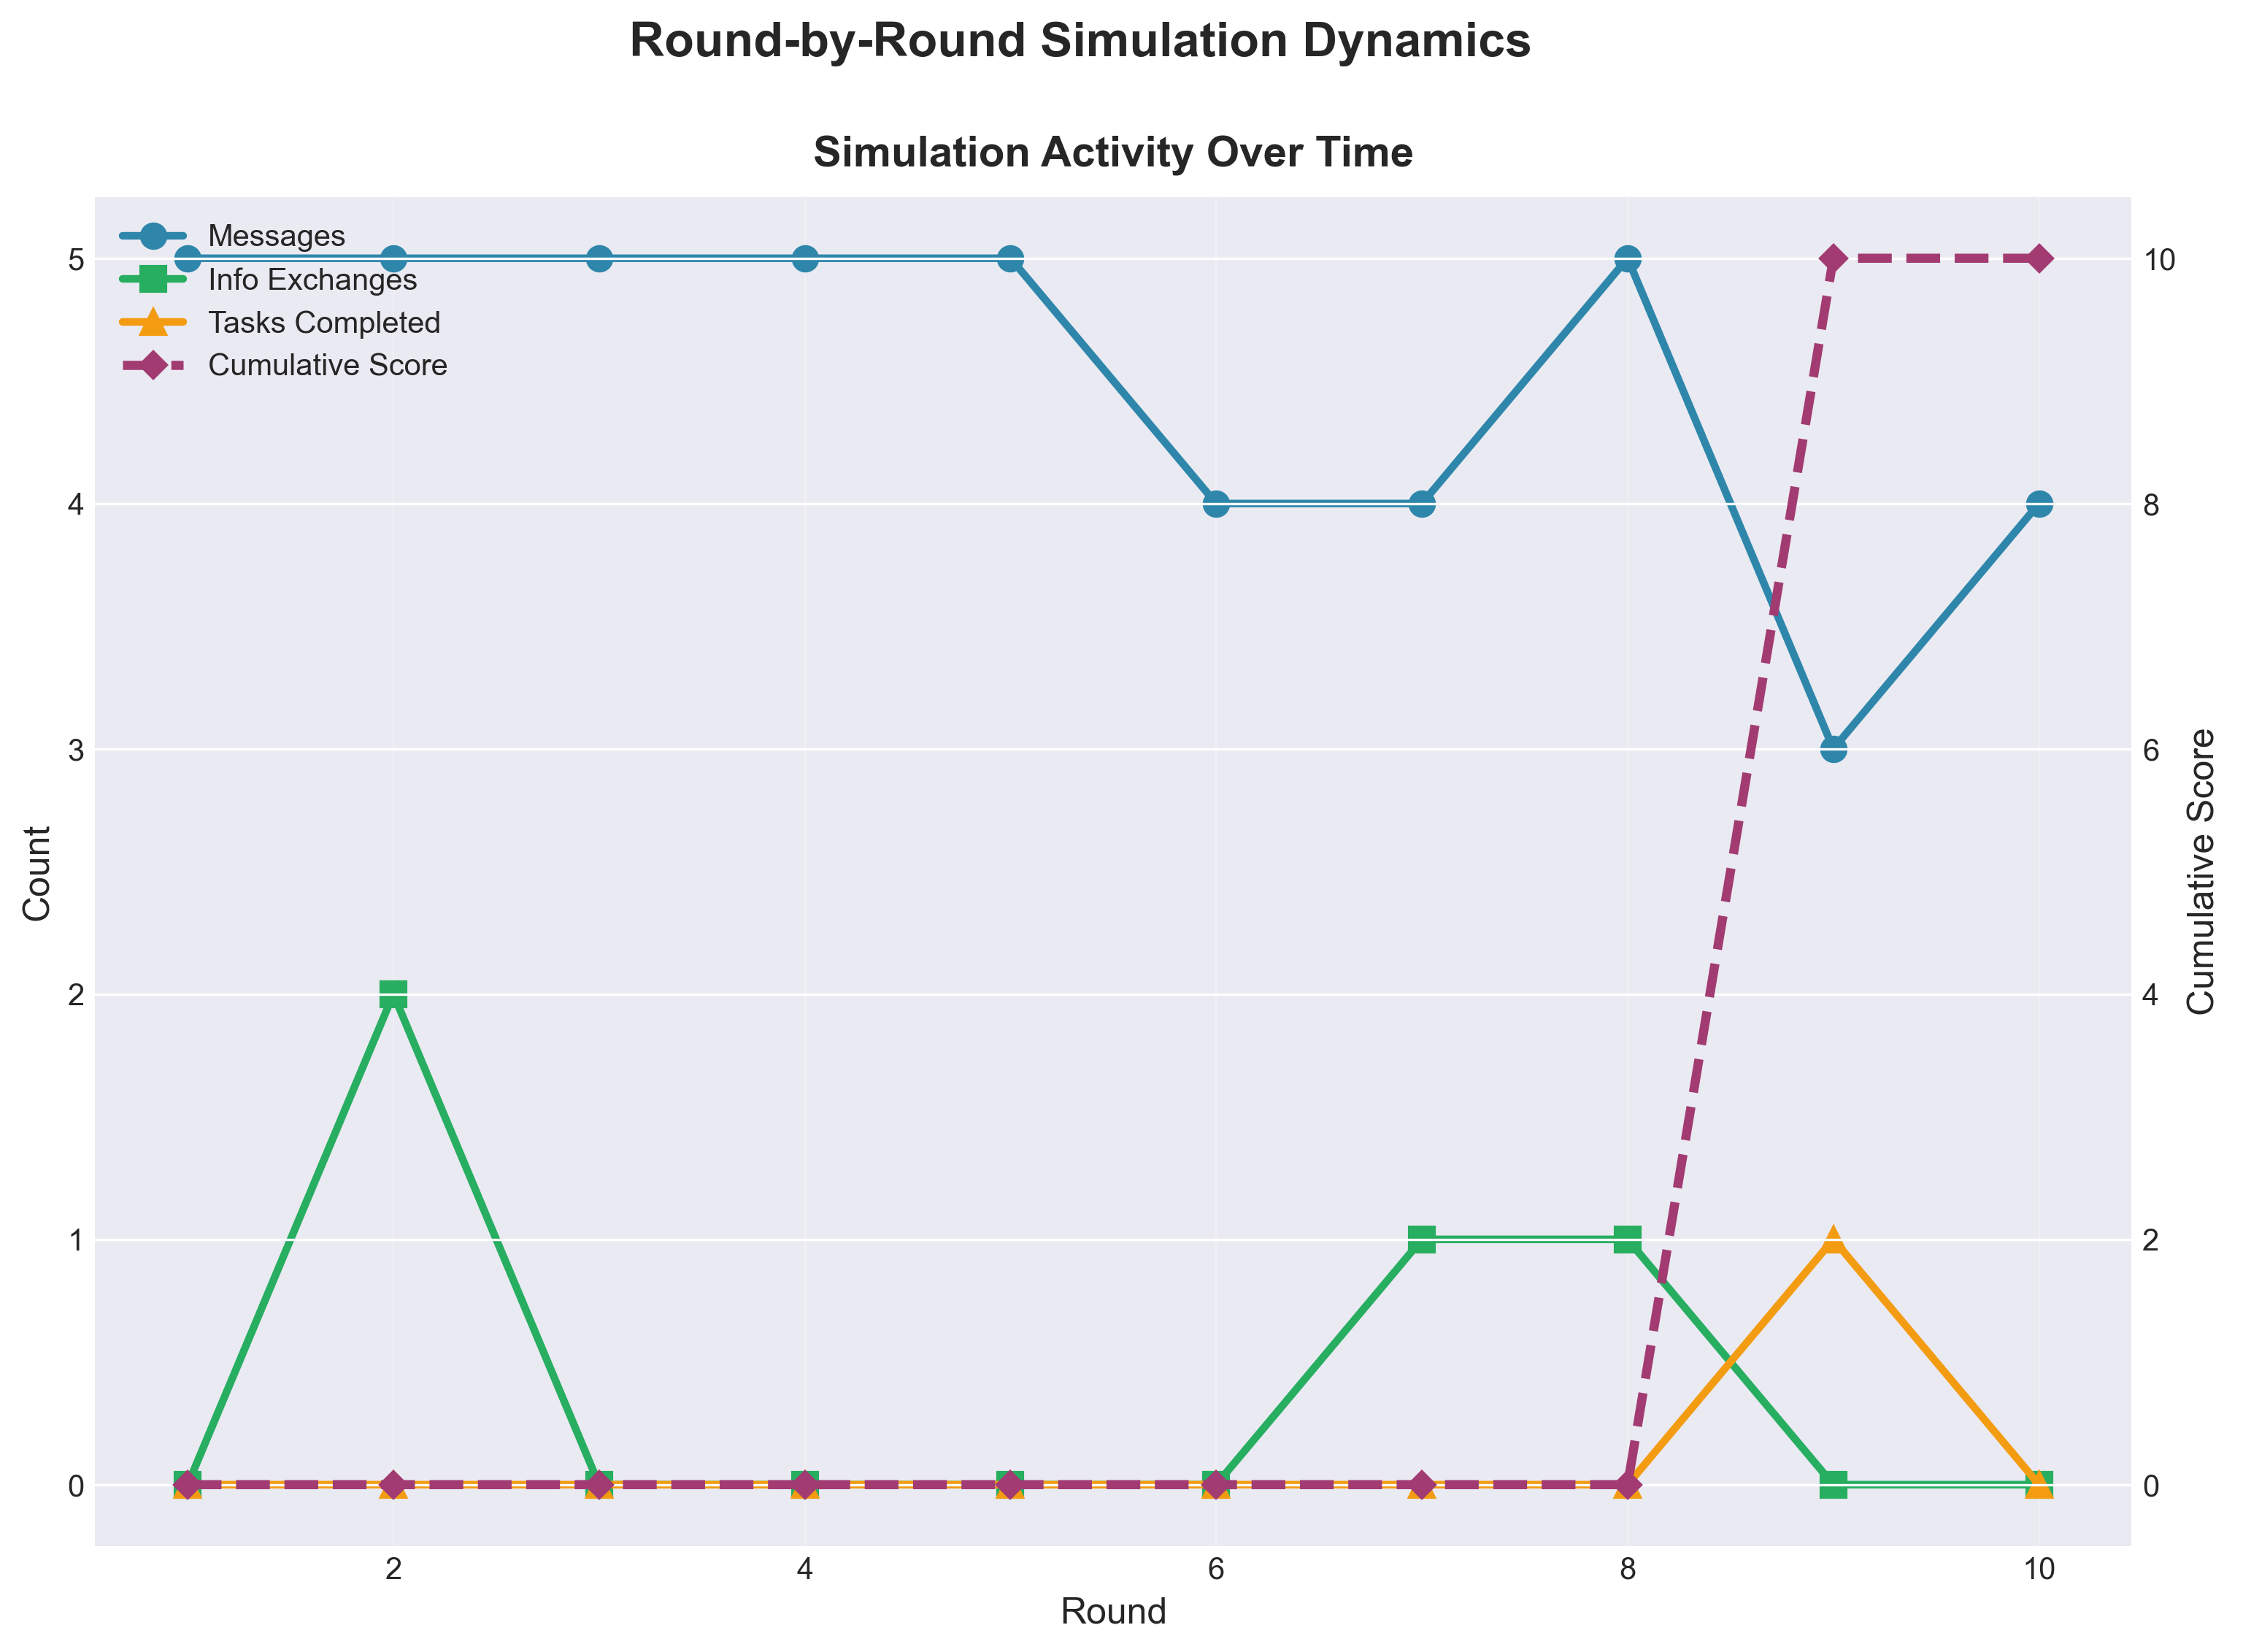 Round-by-Round Simulation Dynamics
Simulation Activity Over Time
Messages
Info Exchanges
Tasks Completed
Cumulative Score
5
4
3
2
1
0
Count
10
8
6
4
2
0
Cumulative Score
2
4
6
8
10
Round